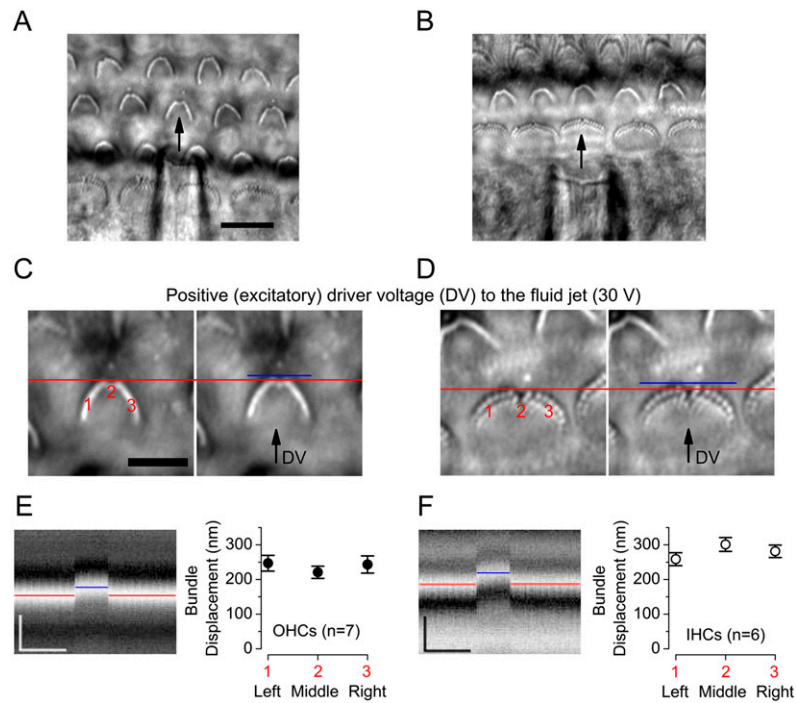 A
B
C
D
Positive (excitatory) driver voltage (DV) to the fluid jet (30 V)
1
2
3
DV
1
2
3
DV
E
F
Bundle
Displacement (nm)
300
200
100
0
OHCs (n=7)
1
2
3
Left
Middle
Right
Bundle
Displacement (nm)
300
200
100
0
IHCs (n=6)
1
2
3
Left
Middle
Right